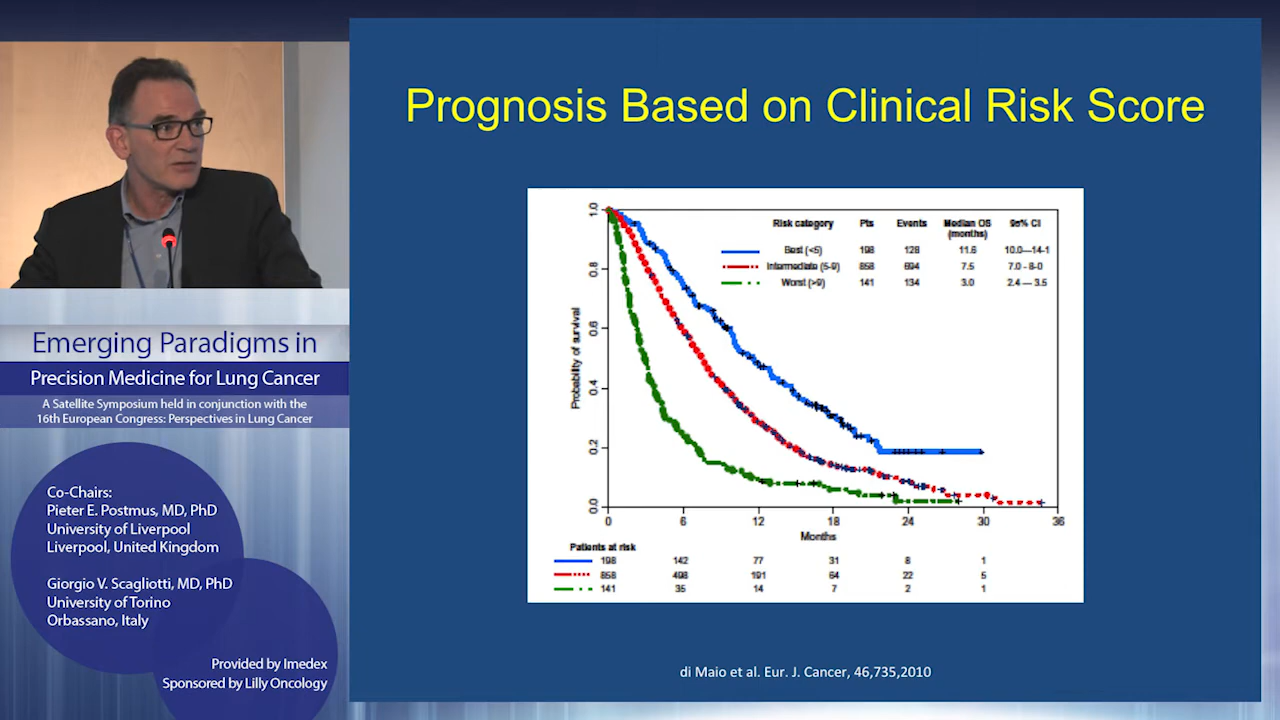 Prognosis Based on Clinical Risk Score
Risk category Pts Events Median OS (months) 95% CI
Best (<5) 198 128 11.6 10.0—14-1
Intermediate (5-9) 858 694 7.5 7.0 - 8-0
Worst (>9) 141 134 3.0 2.4 — 3.5
Probability of survival
1.0
0.8
0.6
0.4
0.2
0.0
0 6 12 18 24 30 36
Months
Patients at risk
198 142 77 31 8 1
858 498 191 64 22 5
141 35 14 7 2 1
di Maio et al. Eur. J. Cancer, 46,735,2010
Emerging Paradigms in
Precision Medicine for Lung Cancer
A Satellite Symposium held in conjunction with the
16th European Congress: Perspectives in Lung Cancer
Co-Chairs:
Pieter E. Postmus, MD, PhD
University of Liverpool
Liverpool, United Kingdom
Giorgio V. Scagliotti, MD, PhD
University of Torino
Orbassano, Italy
Provided by Imedex
Sponsored by Lilly Oncology